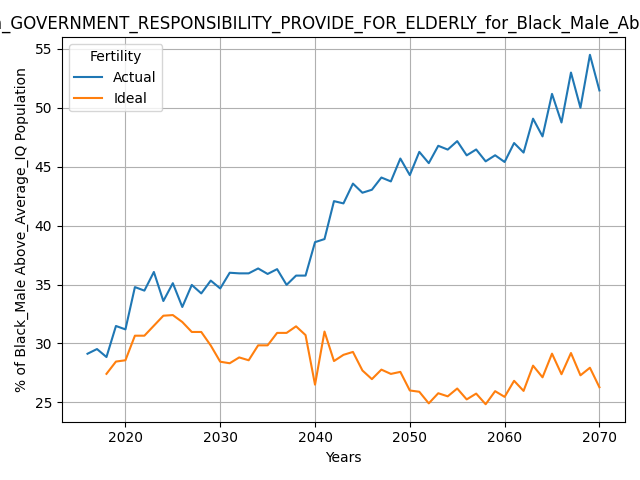 _GOVERNMENT_RESPONSIBILITY_PROVIDE_FOR_ELDERLY_for_Black_Male_Ab
Fertility
Actual
Ideal
% of Black_Male Above_Average_IQ Population
55
50
45
40
35
30
25
2020
2030
2040
2050
2060
2070
Years